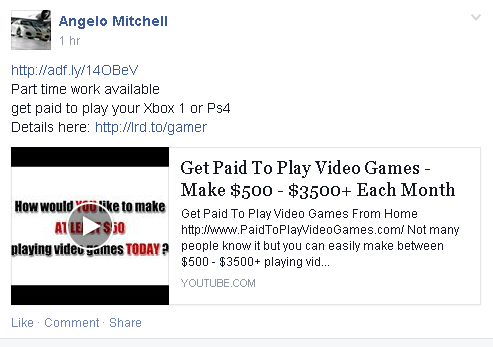 Angelo Mitchell
1 hr
http://adf.ly/14OBeV
Part time work available
get paid to play your Xbox 1 or Ps4
Details here: http://lrd.to/gamer
How would YOU like to make
AT LEAST $50
playing video games TODAY ?
Get Paid To Play Video Games -
Make $500 - $3500+ Each Month
Get Paid To Play Video Games From Home
http://www.PaidToPlayVideoGames.com/ Not many
people know it but you can easily make between
$500 - $3500+ playing vid...
YOUTUBE.COM
Like · Comment · Share